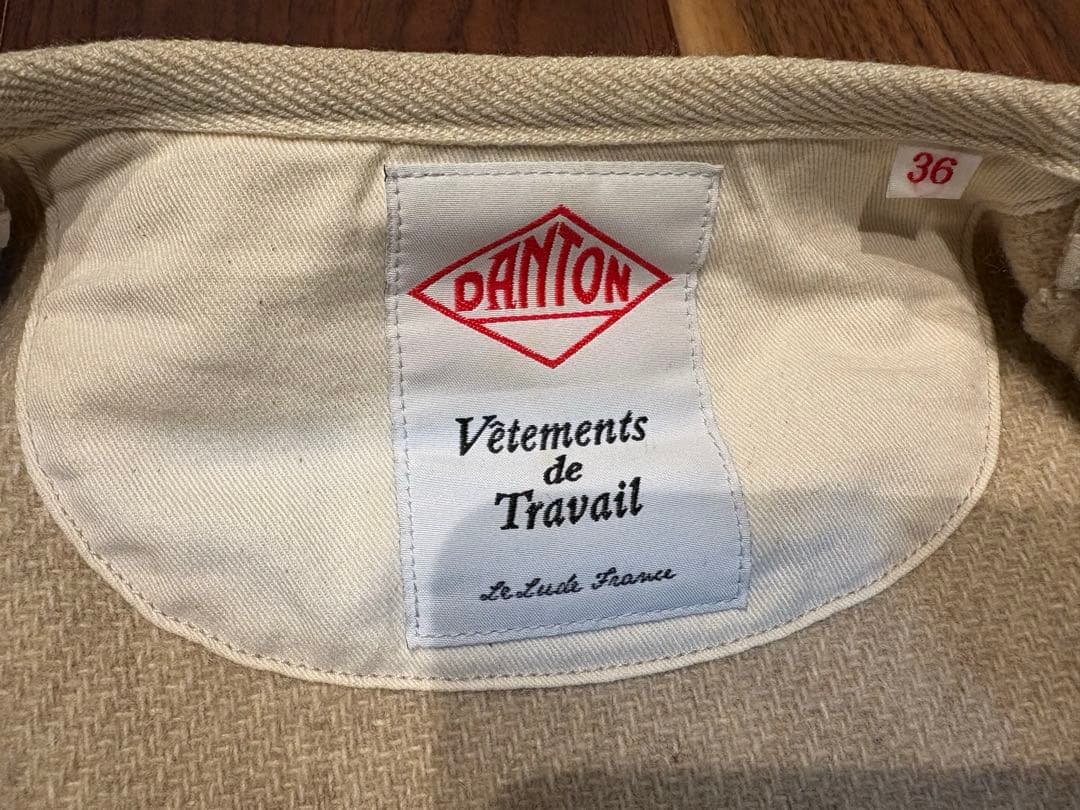 36
DANTON
Vêtements
de
Travail
Le Lude France